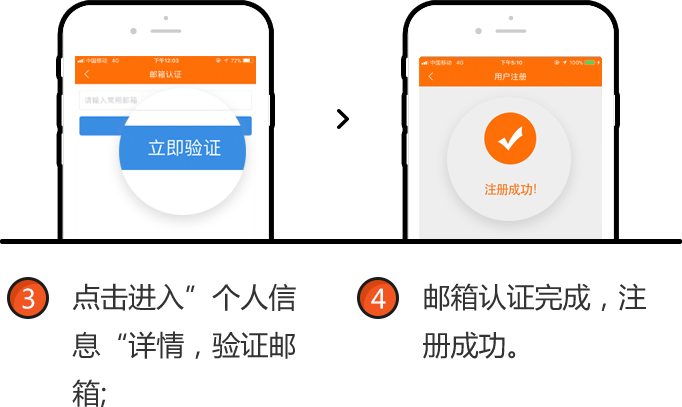 中国移动 4G 下午12:03 72%
邮箱认证
请输入常用邮箱
立即验证
中国移动 4G 下午5:10 100%
用户注册
注册成功!
3 点击进入”个人信
息“详情，验证邮
箱;
4 邮箱认证完成，注
册成功。